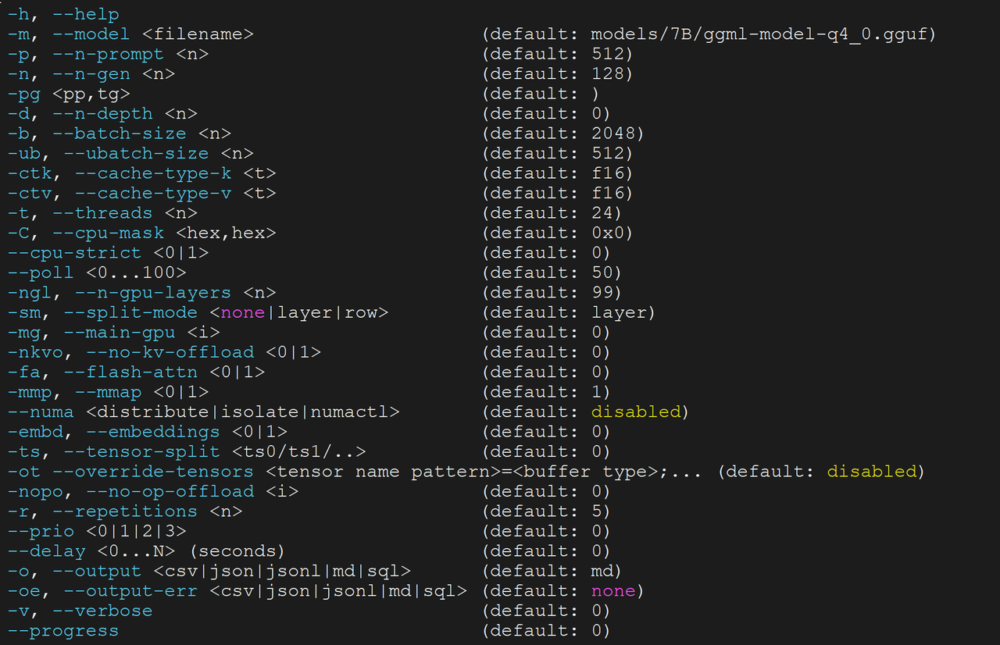 -h, --help
-m, --model <filename> (default: models/7B/ggml-model-q4_0.gguf)
-p, --n-prompt <n> (default: 512)
-n, --n-gen <n> (default: 128)
-pg <pp,tg> (default: )
-d, --n-depth <n> (default: 0)
-b, --batch-size <n> (default: 2048)
-ub, --ubatch-size <n> (default: 512)
-ctk, --cache-type-k <t> (default: f16)
-ctv, --cache-type-v <t> (default: f16)
-t, --threads <n> (default: 24)
-C, --cpu-mask <hex,hex> (default: 0x0)
--cpu-strict <0|1> (default: 0)
--poll <0...100> (default: 50)
-ngl, --n-gpu-layers <n> (default: 99)
-sm, --split-mode <none|layer|row> (default: layer)
-mg, --main-gpu <i> (default: 0)
-nkvo, --no-kv-offload <0|1> (default: 0)
-fa, --flash-attn <0|1> (default: 0)
-mmp, --mmap <0|1> (default: 1)
--numa <distribute|isolate|numactl> (default: disabled)
-embd, --embeddings <0|1> (default: 0)
-ts, --tensor-split <ts0/ts1/..> (default: 0)
-ot --override-tensors <tensor name pattern>=<buffer type>;... (default: disabled)
-nopo, --no-op-offload <i> (default: 0)
-r, --repetitions <n> (default: 5)
--prio <0|1|2|3> (default: 0)
--delay <0...N> (seconds) (default: 0)
-o, --output <csv|json|jsonl|md|sql> (default: md)
-oe, --output-err <csv|json|jsonl|md|sql> (default: none)
-v, --verbose (default: 0)
--progress (default: 0)